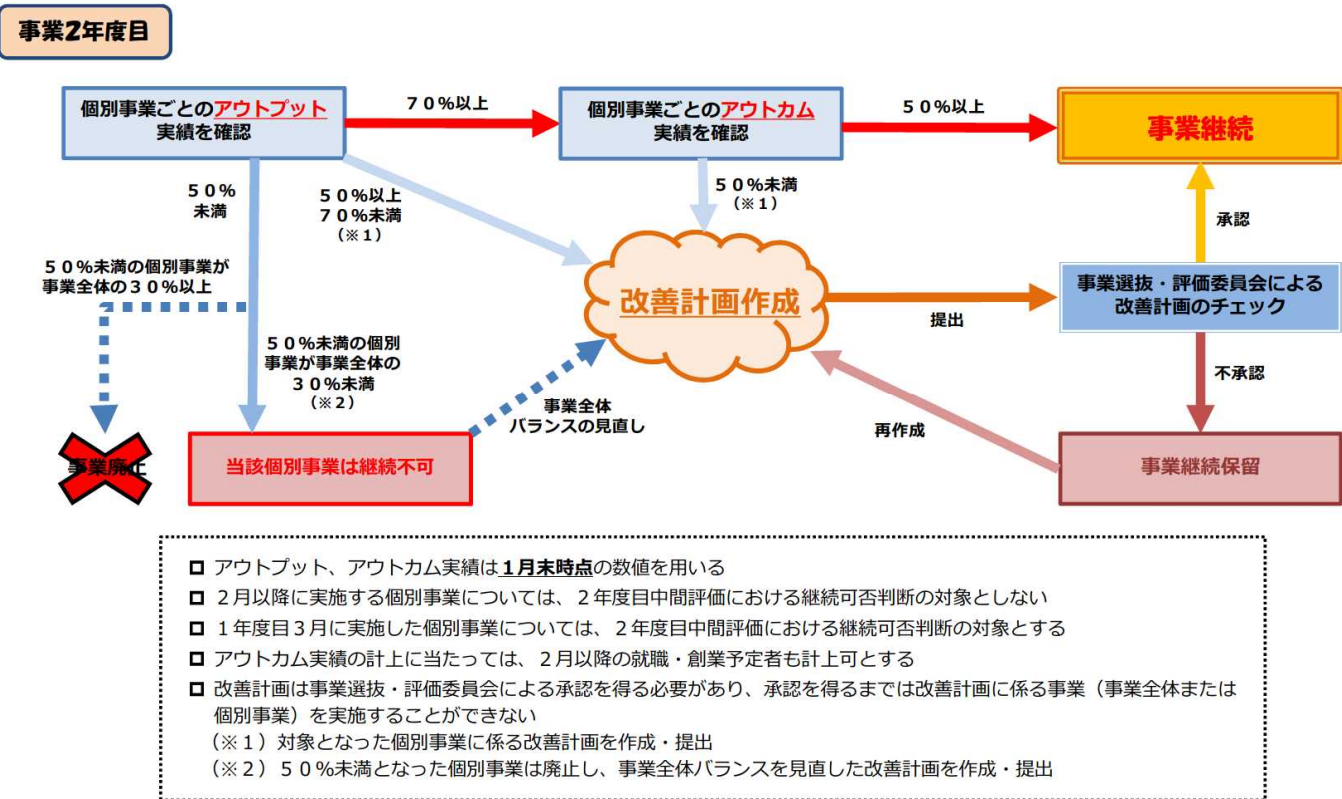 事業2年度目
個別事業ごとのアウトプット
実績を確認
70%以上
個別事業ごとのアウトカム
実績を確認
50%以上
事業継続
50%
未満
50%以上
70%未満
(※1)
50%未満
(※1)
承認
50%未満の個別事業が
事業全体の30%以上
改善計画作成
提出
事業選抜・評価委員会による
改善計画のチェック
50%未満の個別
事業が事業全体の
30%未満
(※2)
不承認
事業全体
バランスの見直し
再作成
事業廃止
当該個別事業は継続不可
事業継続保留
□ アウトプット、アウトカム実績は1月末時点の数値を用いる
□ 2月以降に実施する個別事業については、2年度目中間評価における継続可否判断の対象としない
□ 1年度目3月に実施した個別事業については、2年度目中間評価における継続可否判断の対象とする
□ アウトカム実績の計上に当たっては、2月以降の就職・創業予定者も計上可とする
□ 改善計画は事業選抜・評価委員会による承認を得る必要があり、承認を得るまでは改善計画に係る事業（事業全体または
個別事業）を実施することができない
（※1）対象となった個別事業に係る改善計画を作成・提出
（※2）50%未満となった個別事業は廃止し、事業全体バランスを見直した改善計画を作成・提出